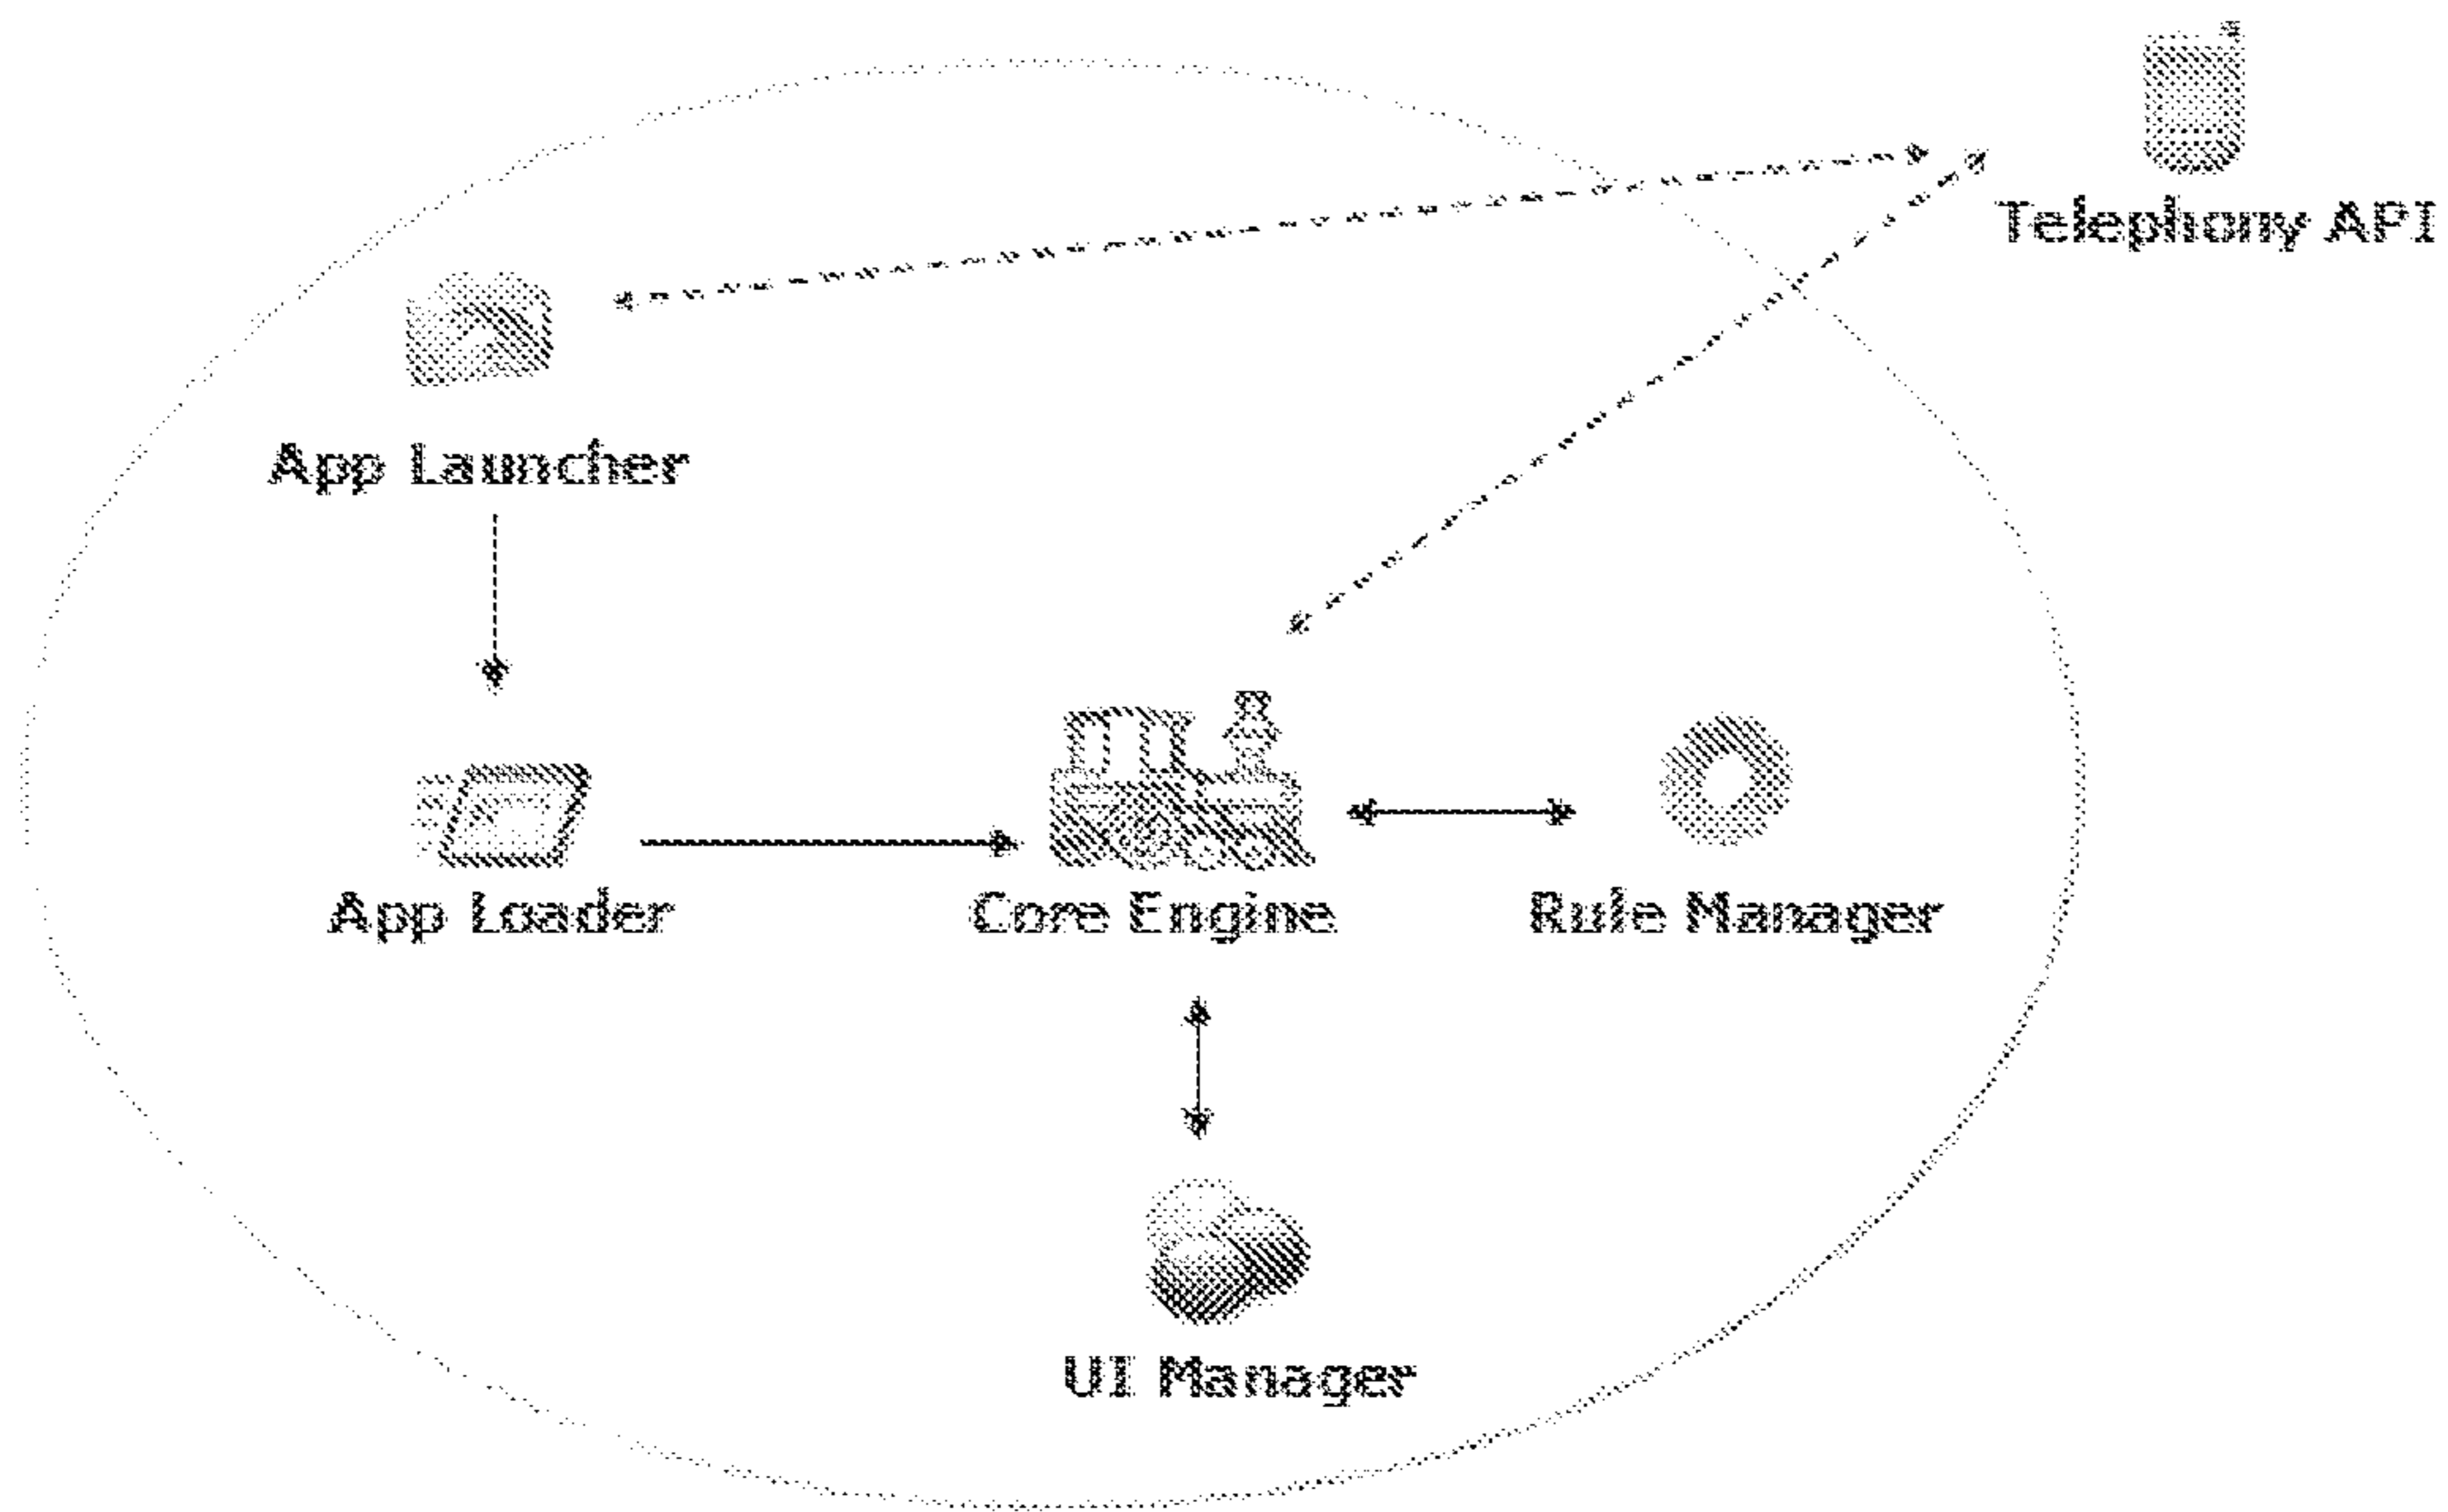 Telephony API
App Launcher
App Loader
Core Engine
Rule Manager
UI Manager